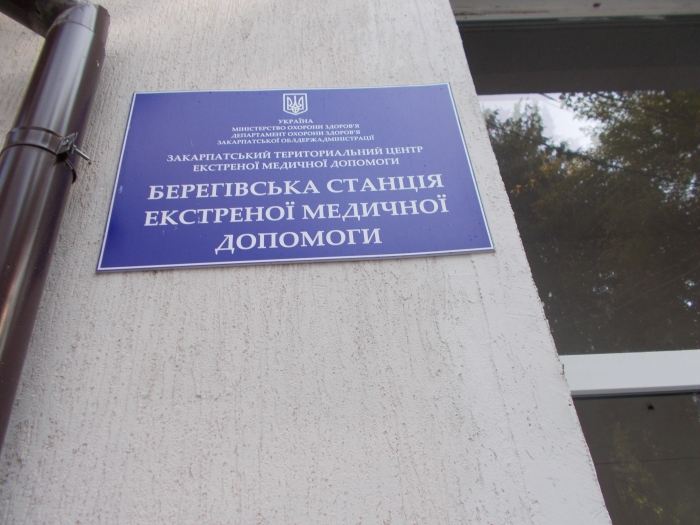 УКРАЇНА
МІНІСТЕРСТВО ОХОРОНИ ЗДОРОВ'Я
ДЕПАРТАМЕНТ ОХОРОНИ ЗДОРОВ'Я
ЗАКАРПАТСЬКОЇ ОБЛДЕРЖАДМІНІСТРАЦІЇ
ЗАКАРПАТСЬКИЙ ТЕРИТОРІАЛЬНИЙ ЦЕНТР
ЕКСТРЕНОЇ МЕДИЧНОЇ ДОПОМОГИ
БЕРЕГІВСЬКА СТАНЦІЯ
ЕКСТРЕНОЇ МЕДИЧНОЇ
ДОПОМОГИ